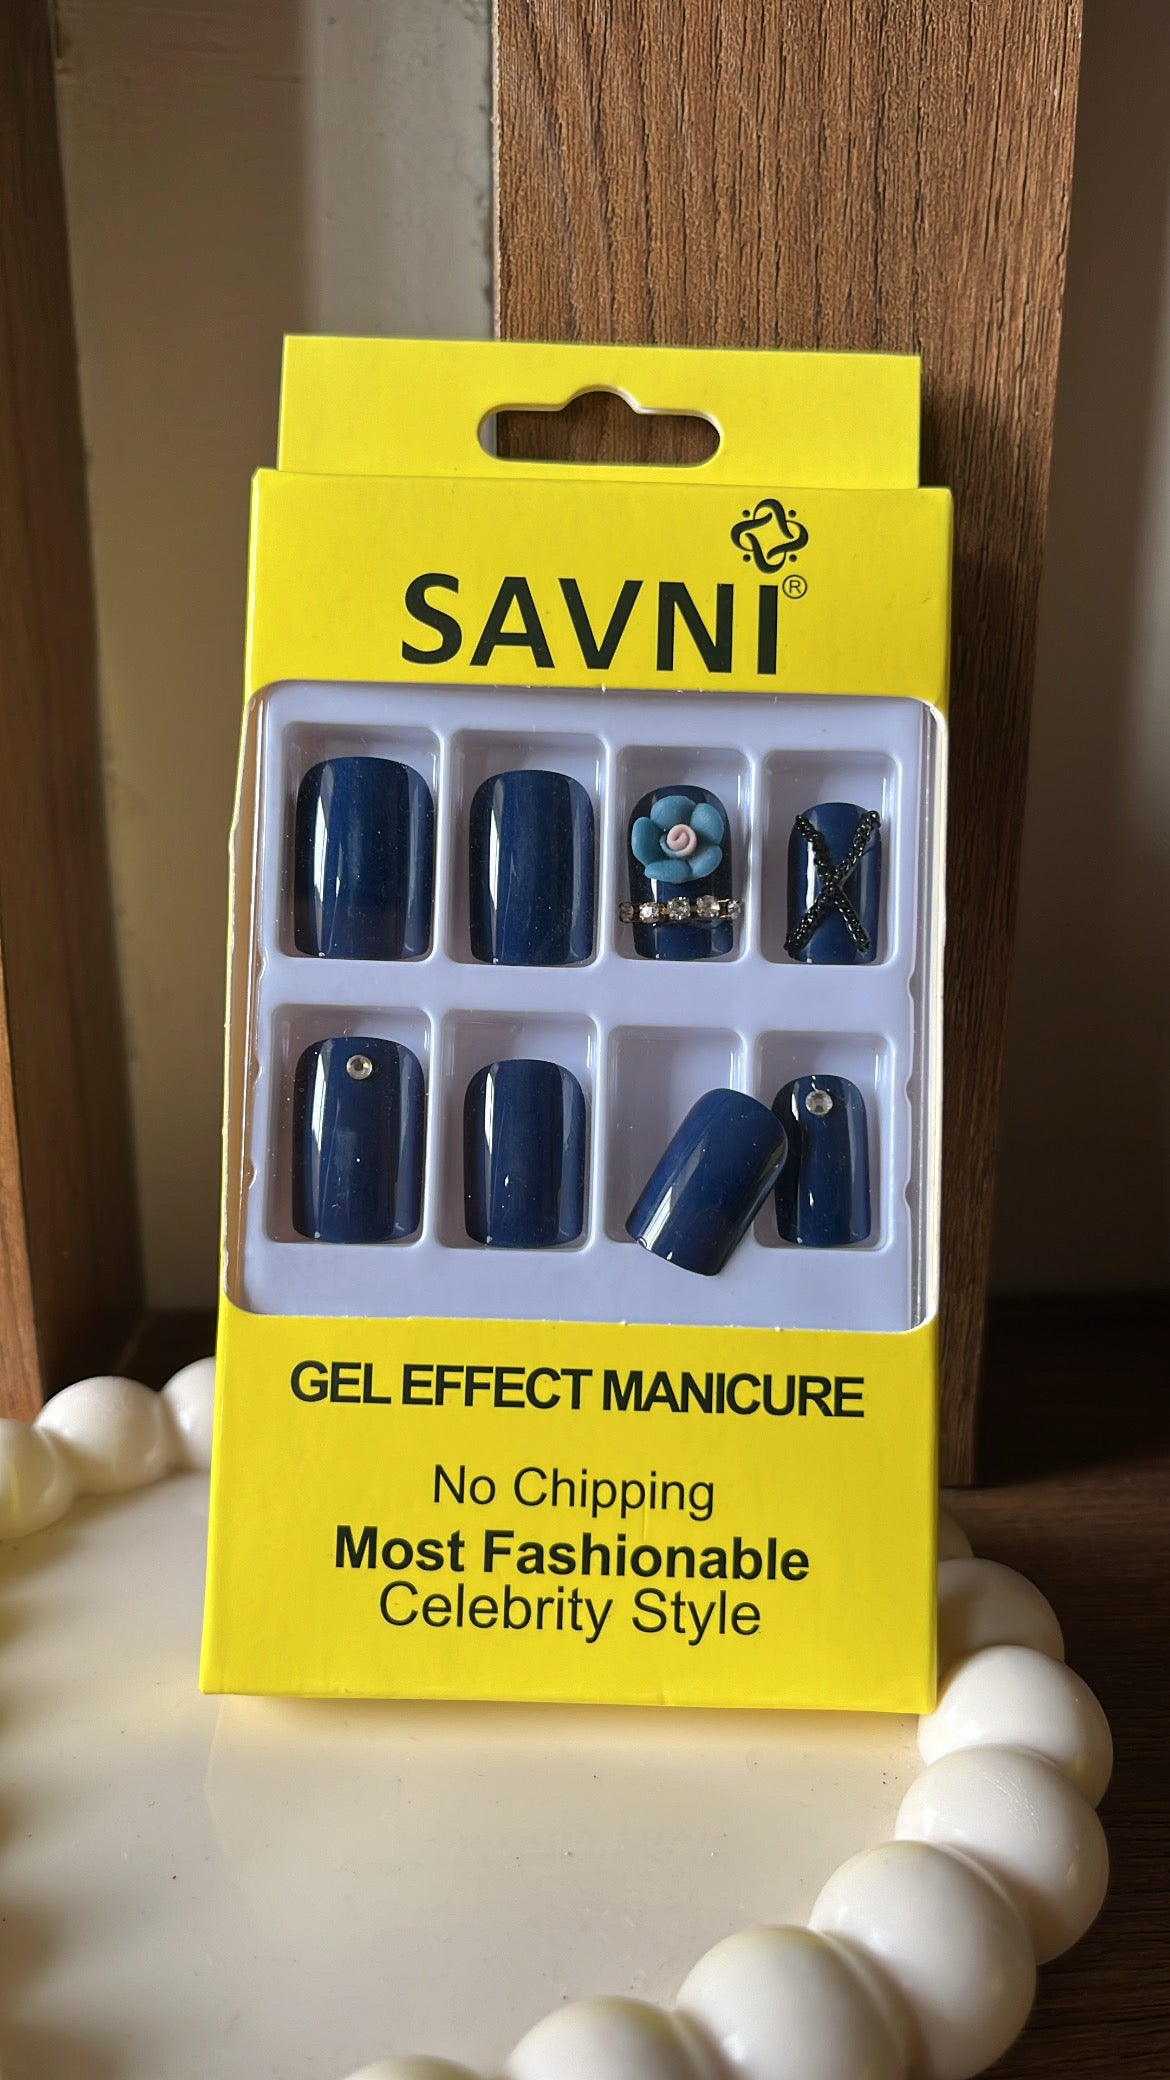 SAVNI®
GEL EFFECT MANICURE
No Chipping
Most Fashionable
Celebrity Style